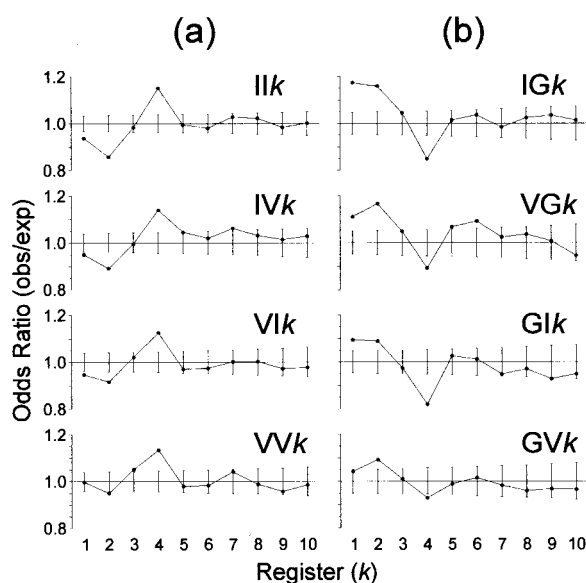 (a) (b)
IIk IGk
1.2
1.0
0.8
IVk VGk
1.2
1.0
0.8
VIk GIk
1.2
1.0
0.8
VVk GVk
1.2
1.0
0.8
Odds Ratio (obs/exp)
1 2 3 4 5 6 7 8 9 10 1 2 3 4 5 6 7 8 9 10
Register (k)